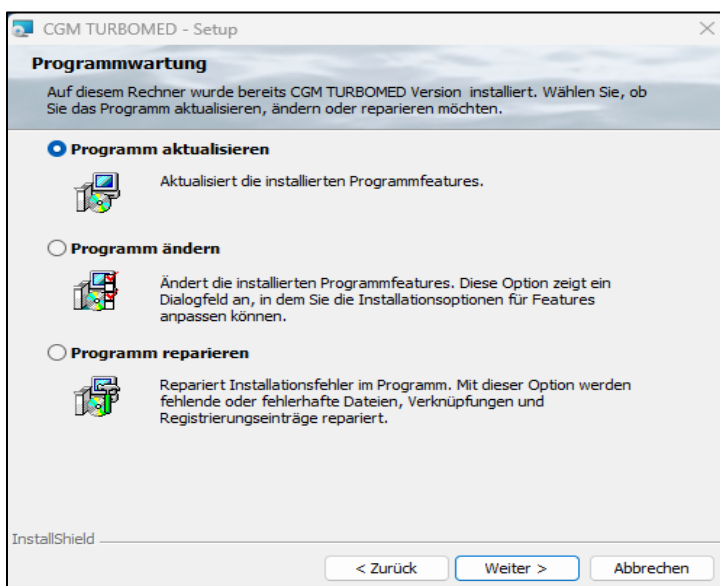 CGM TURBOMED - Setup
Programmwartung
Auf diesem Rechner wurde bereits CGM TURBOMED Version  installiert. Wählen Sie, ob
Sie das Programm aktualisieren, ändern oder reparieren möchten.
Programm aktualisieren
Aktualisiert die installierten Programmfeatures.
Programm ändern
Ändert die installierten Programmfeatures. Diese Option zeigt ein
Dialogfeld an, in dem Sie die Installationsoptionen für Features
anpassen können.
Programm reparieren
Repariert Installationsfehler im Programm. Mit dieser Option werden
fehlende oder fehlerhafte Dateien, Verknüpfungen und
Registrierungseinträge repariert.
InstallShield
< Zurück
Weiter >
Abbrechen